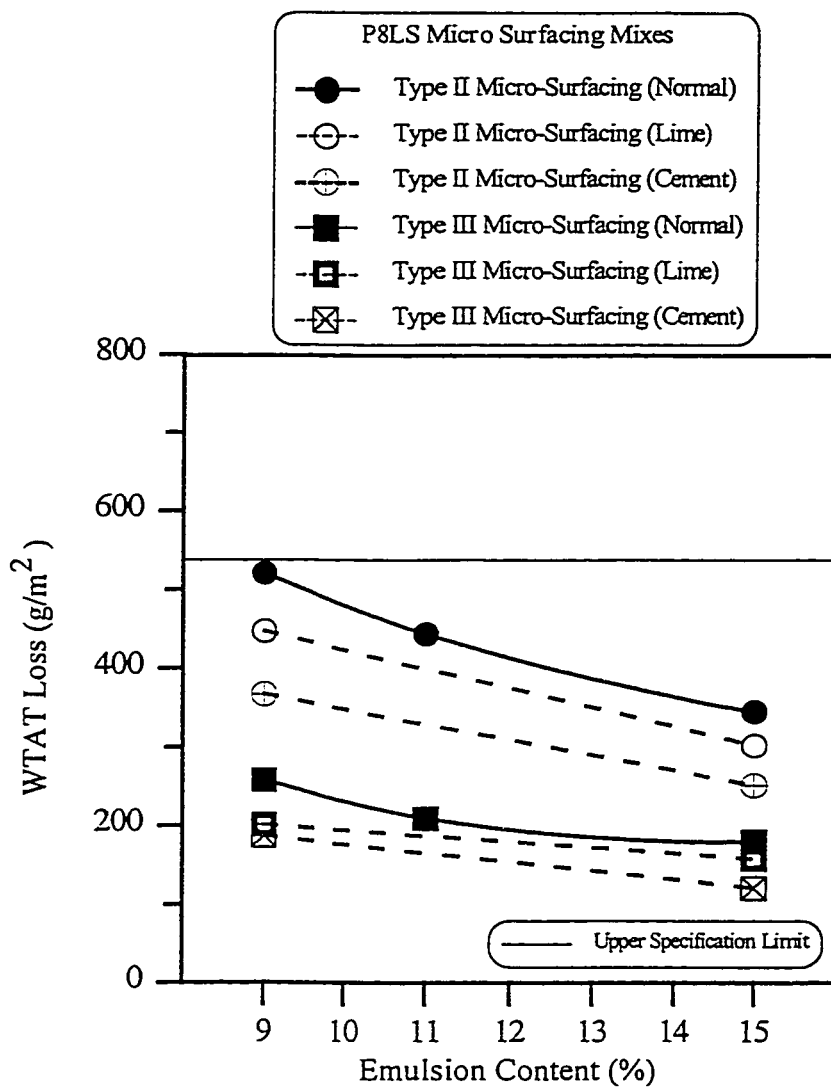 P8LS Micro Surfacing Mixes
Type II Micro-Surfacing (Normal)
Type II Micro-Surfacing (Lime)
Type II Micro-Surfacing (Cement)
Type III Micro-Surfacing (Normal)
Type III Micro-Surfacing (Lime)
Type III Micro-Surfacing (Cement)
800
600
400
200
0
WTAT Loss (g/m²)
Upper Specification Limit
9 10 11 12 13 14 15
Emulsion Content (%)